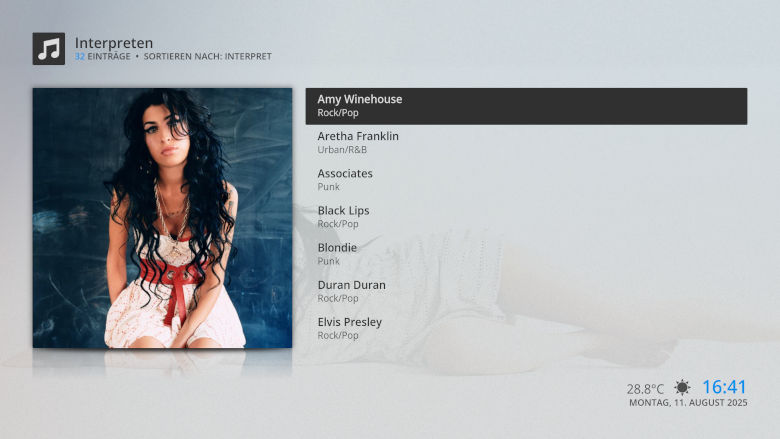 Interpreten
32 EINTRÄGE • SORTIEREN NACH: INTERPRET
Amy Winehouse
Rock/Pop
Aretha Franklin
Urban/R&B
Associates
Punk
Black Lips
Rock/Pop
Blondie
Punk
Duran Duran
Rock/Pop
Elvis Presley
Rock/Pop
28.8°C 16:41
MONTAG, 11. AUGUST 2025